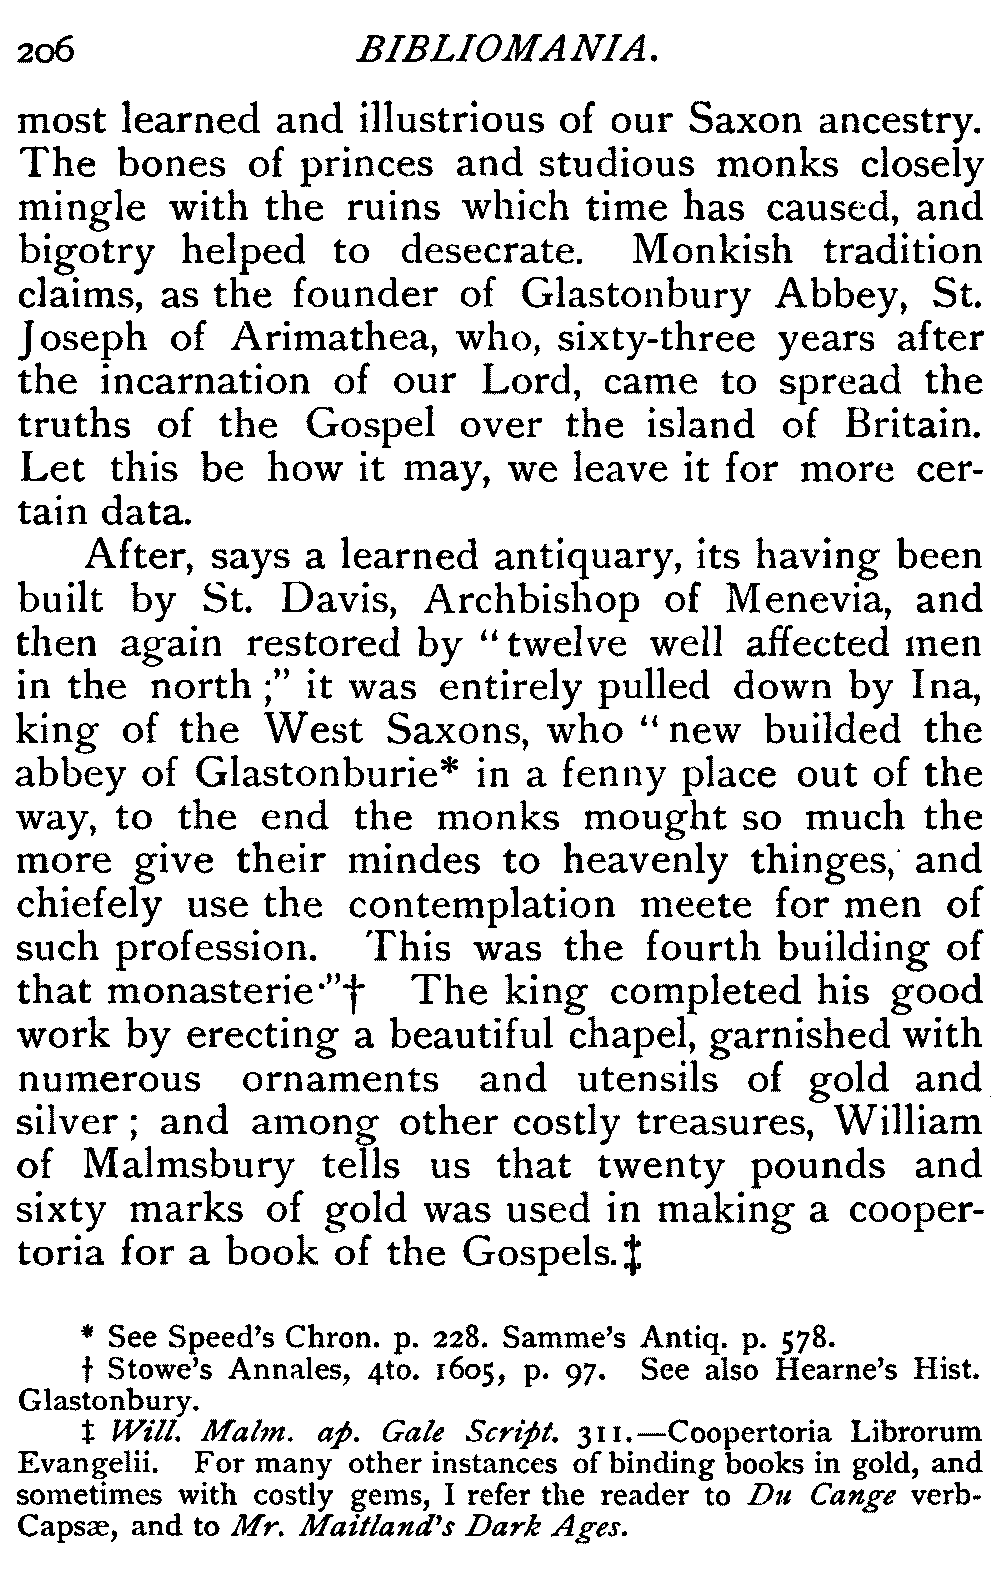 206 BIBLIOMANIA.
most learned and illustrious of our Saxon ancestry.
The bones of princes and studious monks closely
mingle with the ruins which time has caused, and
bigotry helped to desecrate. Monkish tradition
claims, as the founder of Glastonbury Abbey, St.
Joseph of Arimathea, who, sixty-three years after
the incarnation of our Lord, came to spread the
truths of the Gospel over the island of Britain.
Let this be how it may, we leave it for more cer-
tain data.
After, says a learned antiquary, its having been
built by St. Davis, Archbishop of Menevia, and
then again restored by “twelve well affected men
in the north;” it was entirely pulled down by Ina,
king of the West Saxons, who “new builded the
abbey of Glastonburie* in a fenny place out of the
way, to the end the monks mought so much the
more give their mindes to heavenly thinges, and
chiefely use the contemplation meete for men of
such profession. This was the fourth building of
that monasterie.”† The king completed his good
work by erecting a beautiful chapel, garnished with
numerous ornaments and utensils of gold and
silver; and among other costly treasures, William
of Malmsbury tells us that twenty pounds and
sixty marks of gold was used in making a cooper-
toria for a book of the Gospels.‡
* See Speed’s Chron. p. 228. Samme’s Antiq. p. 578.
† Stowe’s Annales, 4to. 1605, p. 97. See also Hearne’s Hist.
Glastonbury.
‡ Will. Malm. ap. Gale Script. 311.—Coopertoria Librorum
Evangelii. For many other instances of binding books in gold, and
sometimes with costly gems, I refer the reader to Du Cange verb-
Capsæ, and to Mr. Maitland’s Dark Ages.